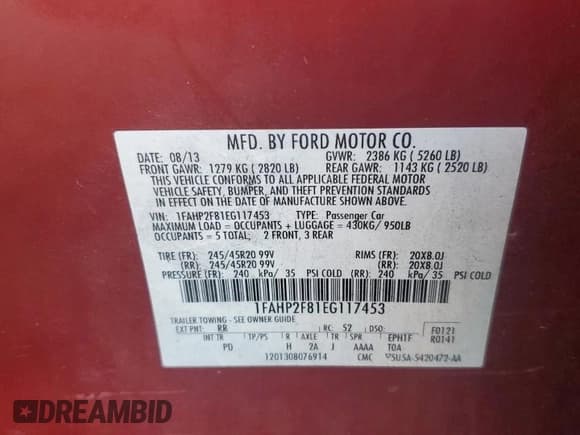 MFD. BY FORD MOTOR CO.
DATE: 08/13 GVWR: 2386 KG ( 5260 LB)
FRONT GAWR: 1279 KG ( 2820 LB) REAR GAWR: 1143 KG ( 2520 LB)
THIS VEHICLE CONFORMS TO ALL APPLICABLE FEDERAL MOTOR
VEHICLE SAFETY, BUMPER, AND THEFT PREVENTION STANDARDS
IN EFFECT ON THE DATE OF MANUFACTURE SHOWN ABOVE.
VIN: 1FAHP2F81EG117453 TYPE: Passenger Car
MAXIMUM LOAD = OCCUPANTS + LUGGAGE = 430KG/ 950LB
OCCUPANTS = 5 TOTAL; 2 FRONT, 3 REAR
TIRE (FR): 245/45R20 99V RIMS (FR): 20X8.0J
(RR): 245/45R20 99V (RR): 20X8.0J
PRESSURE (FR): 240 kPa/ 35 PSI COLD (RR): 240 kPa/ 35 PSI COLD
1FAHP2F81EG117453
TRAILER TOWING - SEE OWNER GUIDE
EXT PNT: RR RC: 52 DSO: F0121
INT TR TP/PS R AXLE TR SPR EPHTF R0141
PD H 2A J AAAA TOA
1201308076914 CMC
DREAMBID